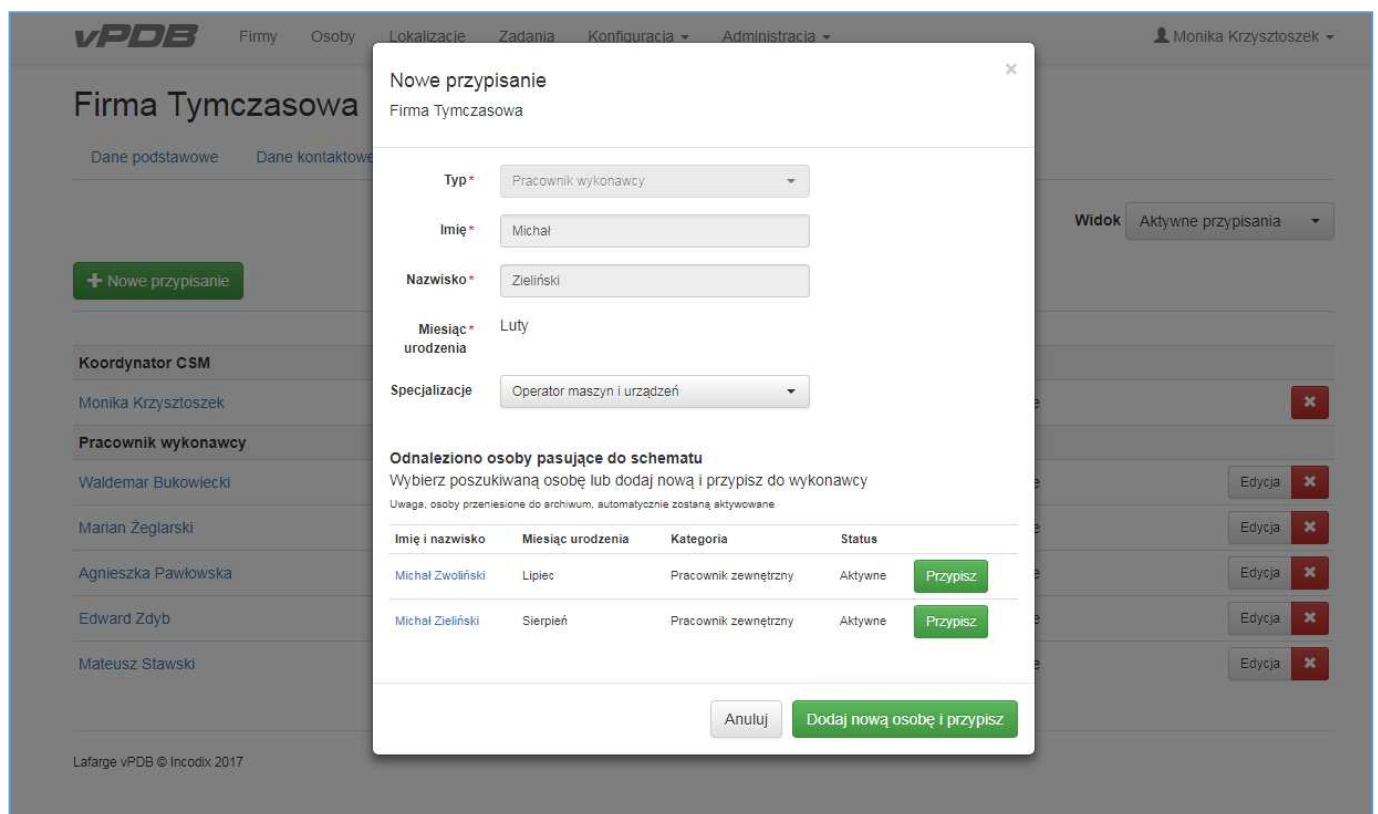 vPDB Firmy Osoby Lokalizacje Zadania Konfiguracja Administracja Monika Krzysztoszek
Firma Tymczasowa
Dane podstawowe Dane kontaktowe
Widok Aktywne przypisania
Nowe przypisanie
Koordynator CSM
Monika Krzysztoszek
Pracownik wykonawcy
Waldemar Bukowiecki Edycja
Marian Żeglarski Edycja
Agnieszka Pawłowska Edycja
Edward Zdyb Edycja
Mateusz Stawski Edycja
Lafarge vPDB © Incodix 2017
Nowe przypisanie
×
Firma Tymczasowa
Typ* Pracownik wykonawcy
Imię* Michał
Nazwisko* Zieliński
Miesiąc* Luty
urodzenia
Specjalizacje Operator maszyn i urządzeń
Odnaleziono osoby pasujące do schematu
Wybierz poszukiwaną osobę lub dodaj nową i przypisz do wykonawcy
Uwaga, osoby przeniesione do archiwum, automatycznie zostaną aktywowane
Imię i nazwisko Miesiąc urodzenia Kategoria Status
Michał Zwoliński Lipiec Pracownik zewnętrzny Aktywne Przypisz
Michał Zieliński Sierpień Pracownik zewnętrzny Aktywne Przypisz
Anuluj Dodaj nową osobę i przypisz